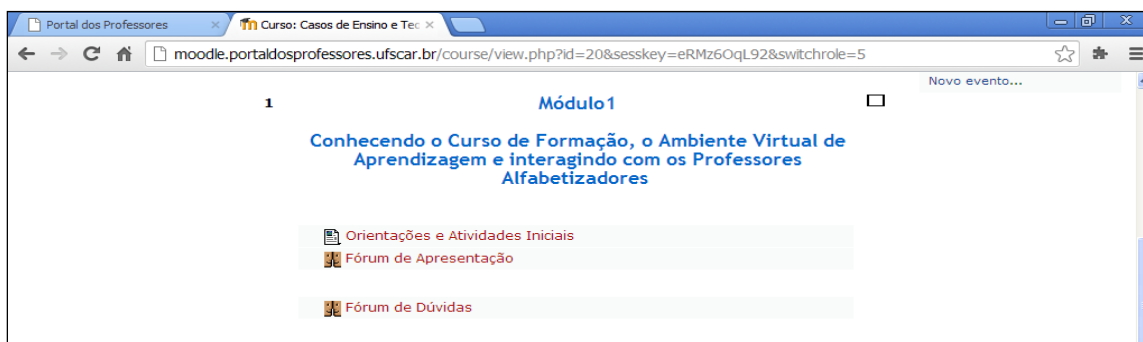 Portal dos Professores
Curso: Casos de Ensino e Tec
moodle.portaldosprofessores.ufscar.br/course/view.php?id=20&sesskey=eRMz6OqL92&switchrole=5
Novo evento...
1
Módulo1
Conhecendo o Curso de Formação, o Ambiente Virtual de
Aprendizagem e interagindo com os Professores
Alfabetizadores
Orientações e Atividades Iniciais
Fórum de Apresentação
Fórum de Dúvidas